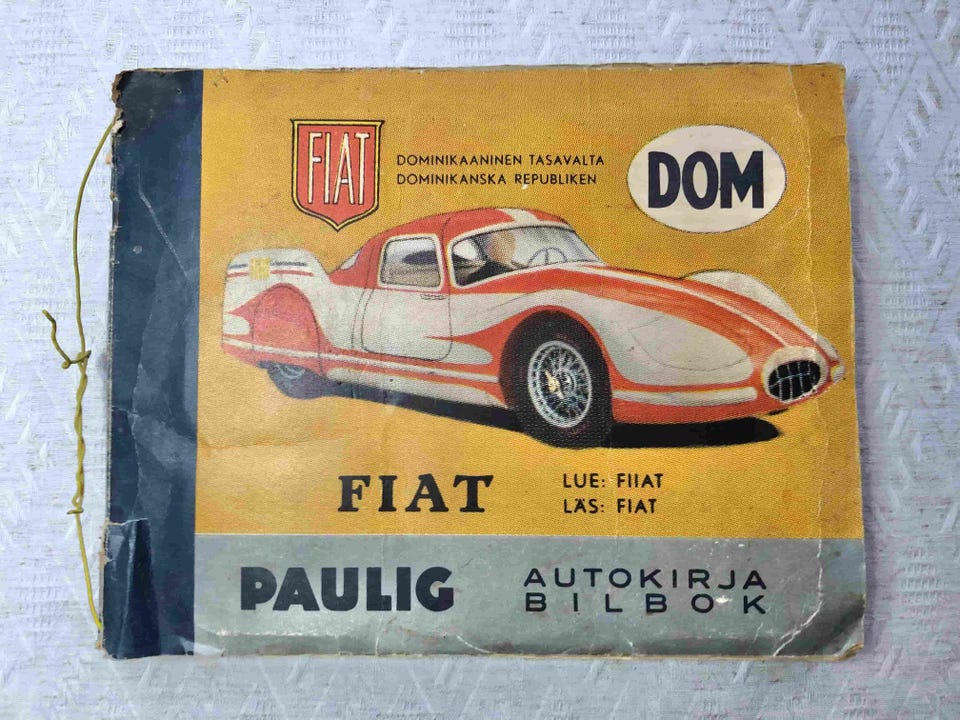 FIAT
DOMINIKAANINEN TASAVALTA
DOMINIKANSKA REPUBLIKEN
DOM
FIAT
LUE: FIIAT
LÄS: FIAT
PAULIG
AUTOKIRJA
BILBOK